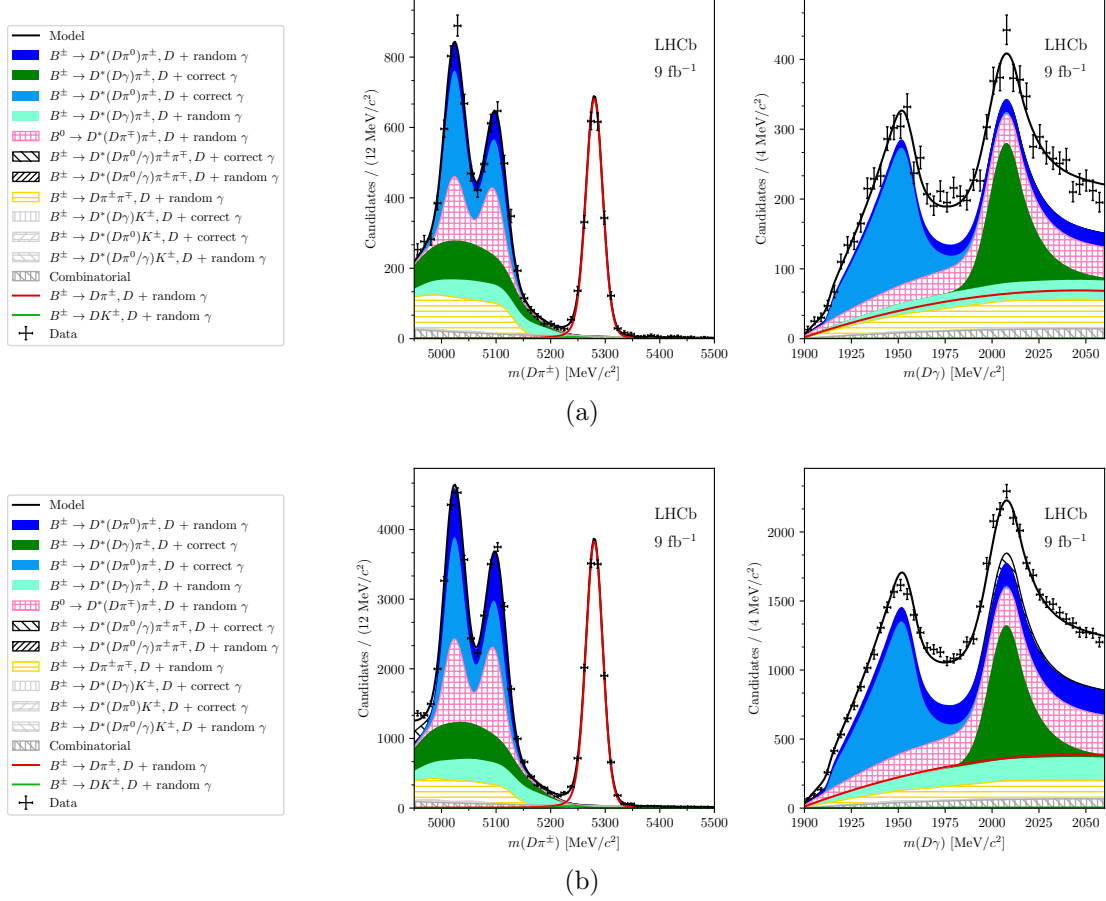 Model
B± → D*(Dπ⁰)π±, D + random γ
B± → D*(Dγ)π±, D + correct γ
B± → D*(Dπ⁰)π±, D + correct γ
B± → D*(Dγ)π±, D + random γ
B⁰ → D*(Dπ∓)π±, D + random γ
B± → D*(Dπ⁰/γ)π±π∓, D + correct γ
B± → D*(Dπ⁰/γ)π±π∓, D + random γ
B± → Dπ±π∓, D + random γ
B± → D*(Dγ)K±, D + correct γ
B± → D*(Dπ⁰)K±, D + correct γ
B± → D*(Dπ⁰/γ)K±, D + random γ
Combinatorial
B± → Dπ±, D + random γ
B± → DK±, D + random γ
Data
Candidates / (12 MeV/c²)
800
600
400
200
0
LHCb
9 fb⁻¹
5000 5100 5200 5300 5400 5500
m(Dπ±) [MeV/c²]
Candidates / (4 MeV/c²)
400
300
200
100
0
LHCb
9 fb⁻¹
1900 1925 1950 1975 2000 2025 2050
m(Dγ) [MeV/c²]
(a)
Model
B± → D*(Dπ⁰)π±, D + random γ
B± → D*(Dγ)π±, D + correct γ
B± → D*(Dπ⁰)π±, D + correct γ
B± → D*(Dγ)π±, D + random γ
B⁰ → D*(Dπ∓)π±, D + random γ
B± → D*(Dπ⁰/γ)π±π∓, D + correct γ
B± → D*(Dπ⁰/γ)π±π∓, D + random γ
B± → Dπ±π∓, D + random γ
B± → D*(Dγ)K±, D + correct γ
B± → D*(Dπ⁰)K±, D + correct γ
B± → D*(Dπ⁰/γ)K±, D + random γ
Combinatorial
B± → Dπ±, D + random γ
B± → DK±, D + random γ
Data
Candidates / (12 MeV/c²)
4000
3000
2000
1000
0
LHCb
9 fb⁻¹
5000 5100 5200 5300 5400 5500
m(Dπ±) [MeV/c²]
Candidates / (4 MeV/c²)
2000
1500
1000
500
0
LHCb
9 fb⁻¹
1900 1925 1950 1975 2000 2025 2050
m(Dγ) [MeV/c²]
(b)